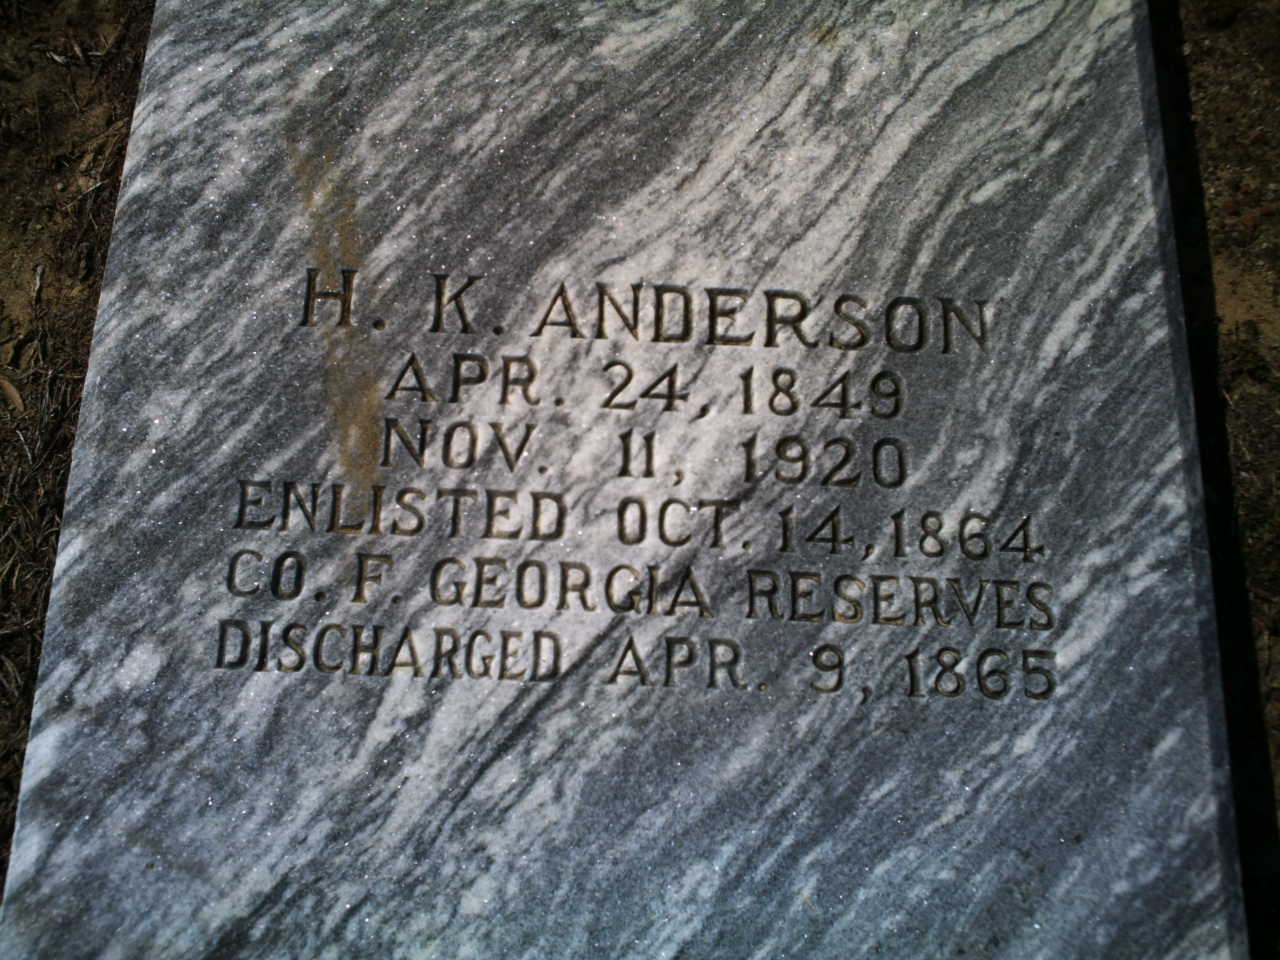 H. K. ANDERSON
APR. 24, 1849
NOV. 11, 1920
ENLISTED OCT. 14, 1864
CO. F. GEORGIA RESERVES
DISCHARGED APR. 9, 1865